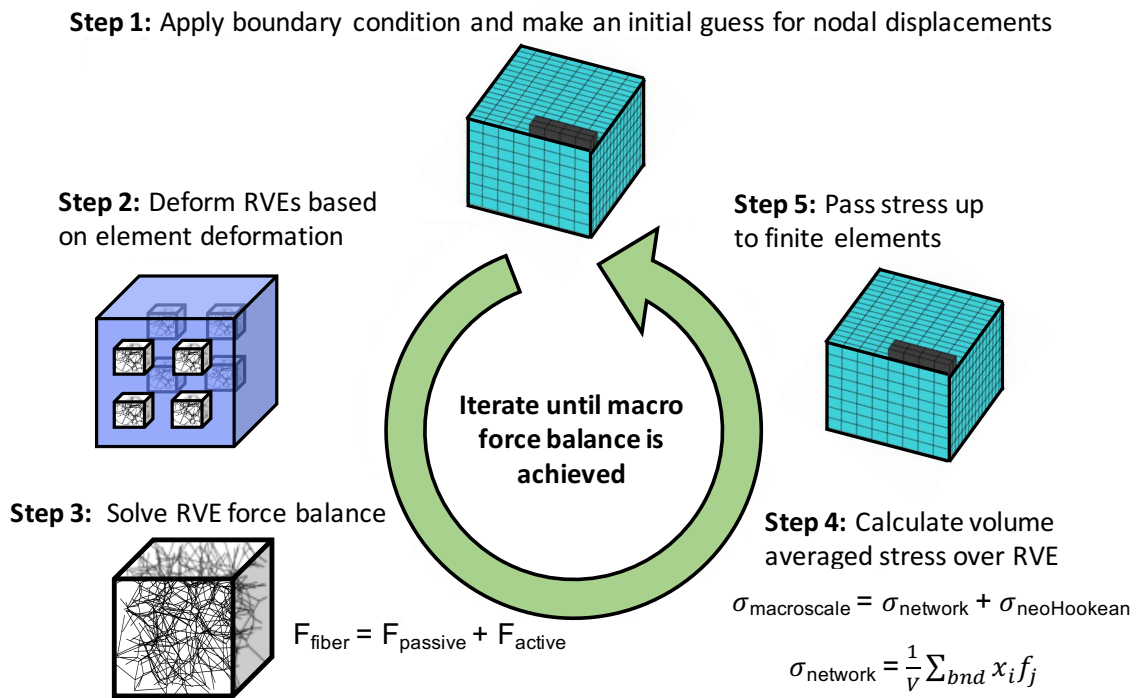 Step 1: Apply boundary condition and make an initial guess for nodal displacements
Step 2: Deform RVEs based
on element deformation
Step 3: Solve RVE force balance
F_fiber = F_passive + F_active
Iterate until macro
force balance is
achieved
Step 5: Pass stress up
to finite elements
Step 4: Calculate volume
averaged stress over RVE
σ_macroscale = σ_network + σ_neoHookean
σ_network = 1/V ∑_bnd x_i f_j